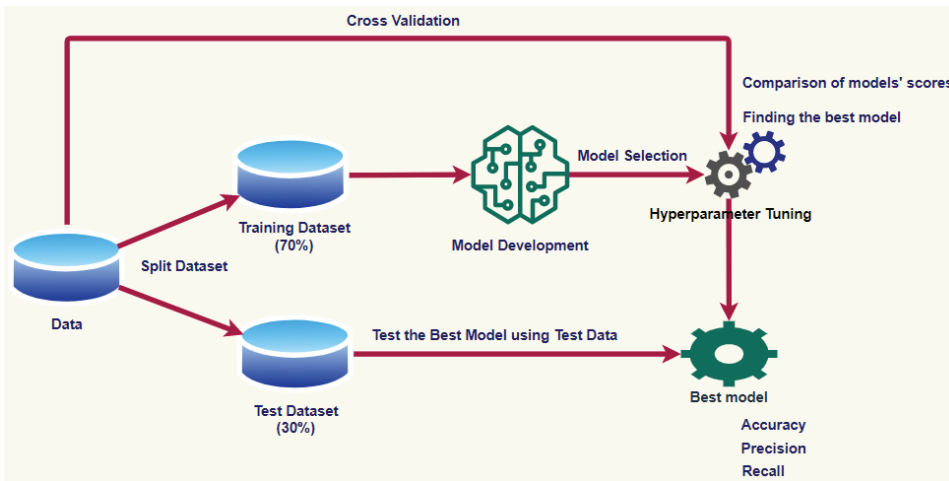 Cross Validation
Comparison of models' scores
Finding the best model
Model Selection
Hyperparameter Tuning
Training Dataset
(70%)
Model Development
Split Dataset
Data
Test the Best Model using Test Data
Test Dataset
(30%)
Best model
Accuracy
Precision
Recall